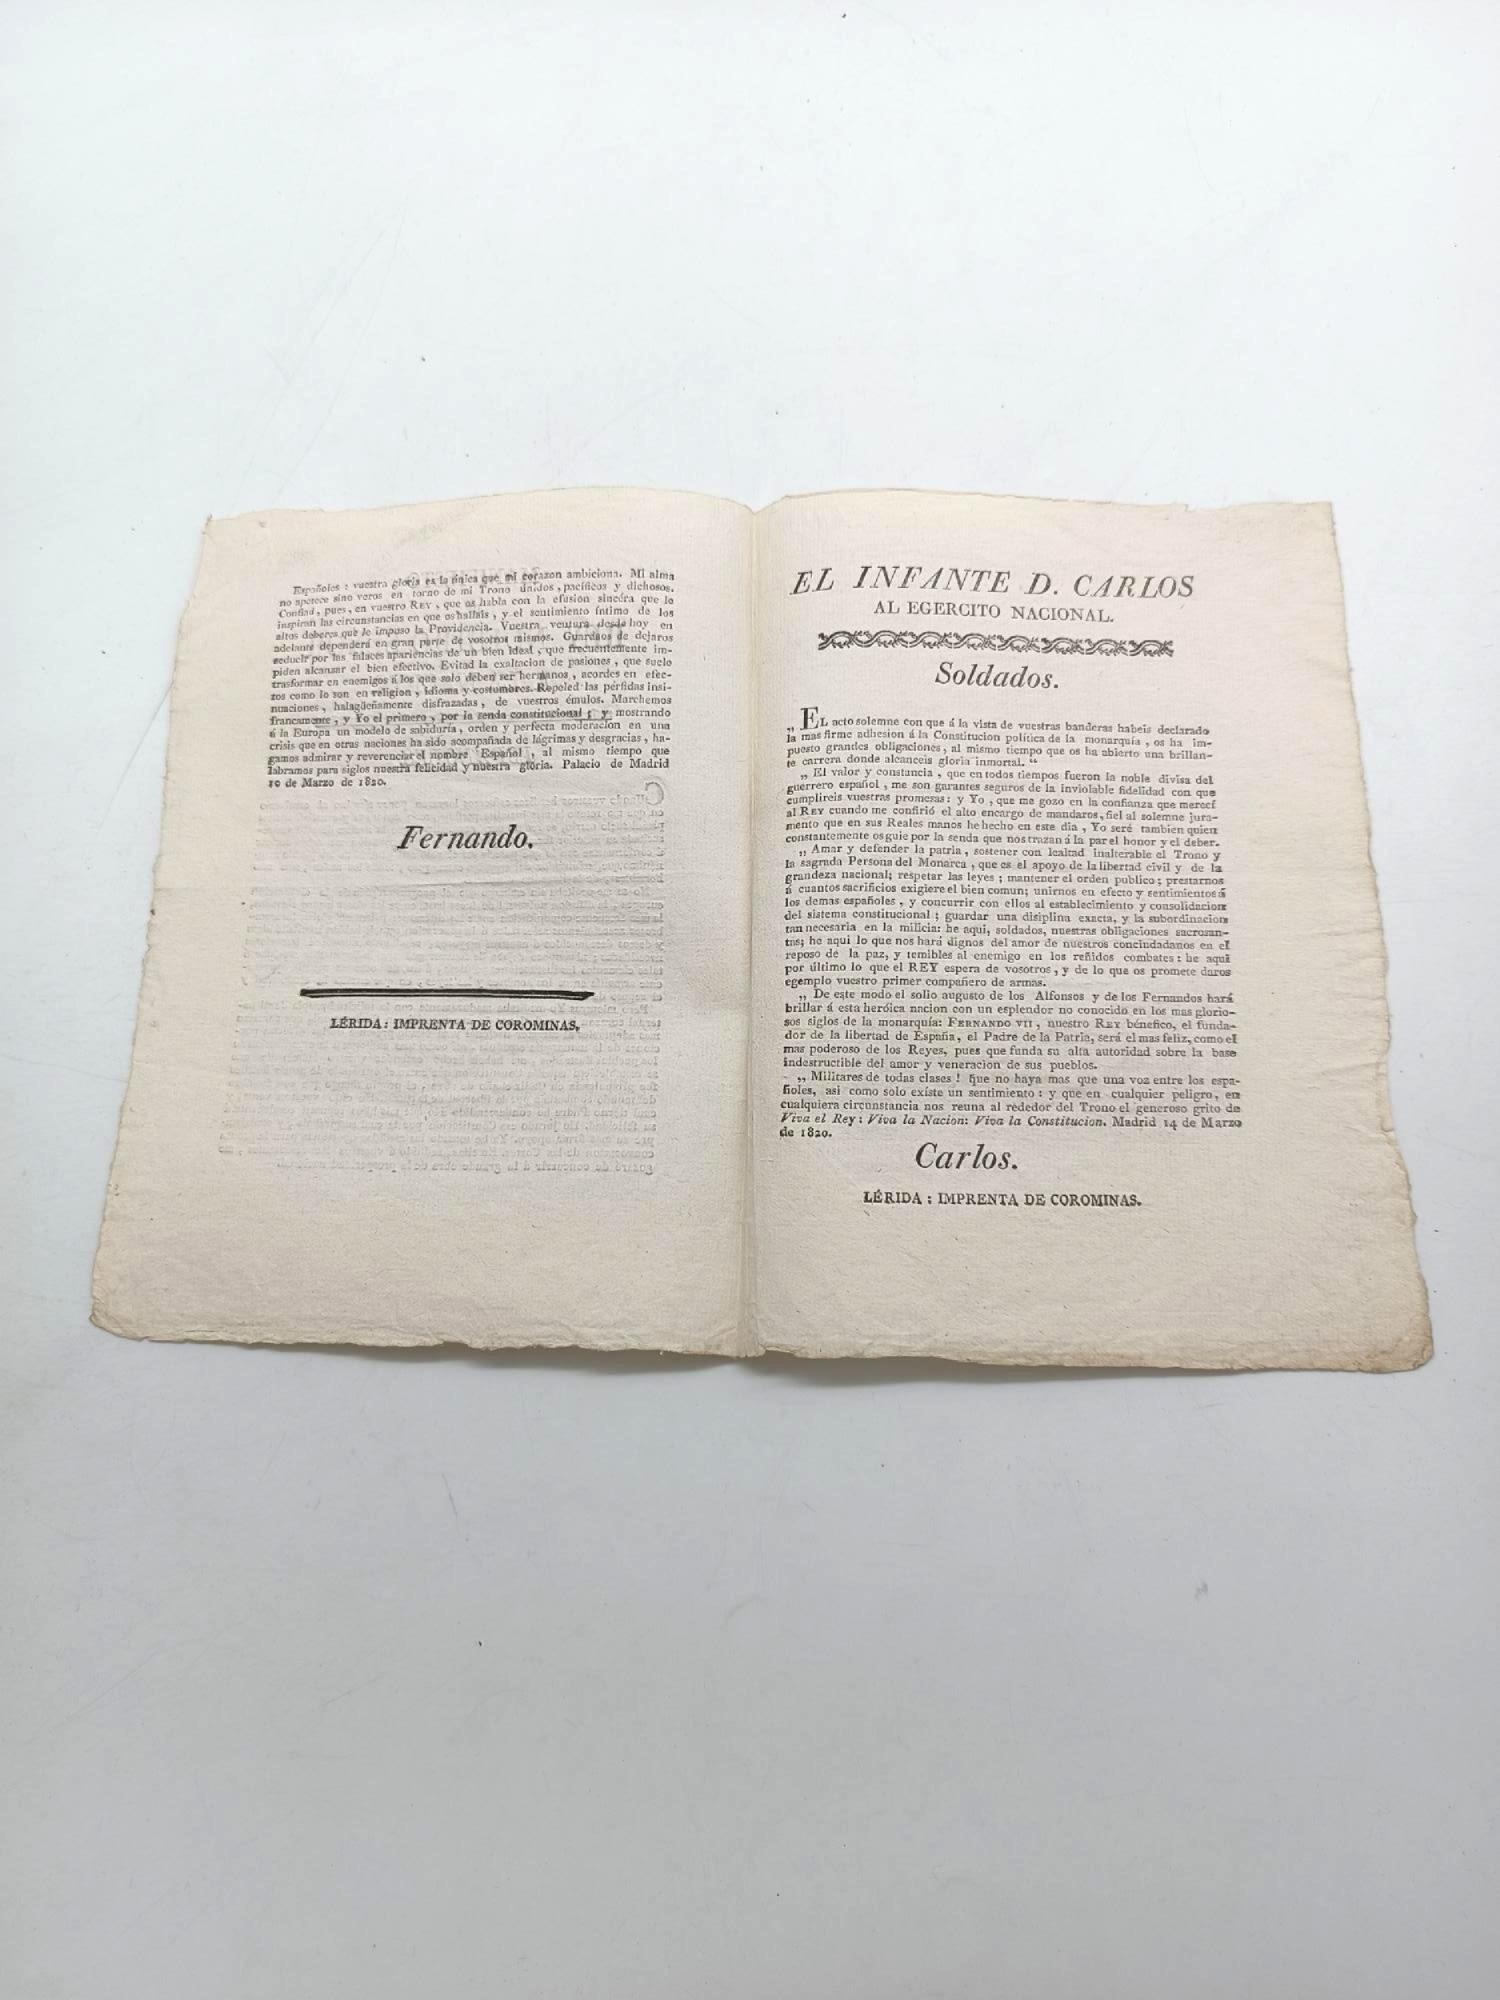 Españoles : vuestra gloria es la única que mi corazon ambiciona. Mi alma
no apetece sino veros en torno de mi Trono unidos, pacíficos y dichosos.
Confiad, pues, en vuestro REY, que os habla con la efusion sincéra que le
inspiran las circunstancias en que os hallais, y el sentimiento íntimo de los
altos deberes que le impuso la Providencia. Vuestra ventura desde hoy en
adelante dependerá en gran parte de vosotros mismos. Guardaos de dejaros
seducir por las falaces apariencias de un bien ideal, que frecuentemente im-
piden alcanzar el bien efectivo. Evitad la exaltacion de pasiones, que suele
trasformar en enemigos á los que solo deben ser hermanos, acordes en efec-
tos como lo son en religion, idioma y costumbres. Repeled las pérfidas insi-
nuaciones, halagüeñamente disfrazadas, de vuestros émulos. Marchemos
francamente, y Yo el primero, por la senda constitucional; y mostrando
á la Europa un modelo de sabiduría, orden y perfecta moderacion en una
crisis que en otras naciones ha sido acompañada de lágrimas y desgracias, ha-
gamos admirar y reverenciar el nombre Español, al mismo tiempo que
labramos para siglos nuestra felicidad y nuestra gloria. Palacio de Madrid
10 de Marzo de 1820.
Fernando.
LÉRIDA : IMPRENTA DE COROMINAS.
EL INFANTE D. CARLOS
AL EGERCITO NACIONAL.
Soldados.
„ EL acto solemne con que á la vista de vuestras banderas habeis declarado
la mas firme adhesion á la Constitucion política de la monarquía, os ha im-
puesto grandes obligaciones, al mismo tiempo que os ha abierto una brillan-
te carrera donde alcanceis gloria inmortal. “
„ El valor y constancia, que en todos tiempos fueron la noble divisa del
guerrero español, me son garantes seguros de la inviolable fidelidad con que
cumplireis vuestras promesas : y Yo, que me gozo en la confianza que merecí
al REY cuando me confirió el alto encargo de mandaros, fiel al solemne jura-
mento que en sus Reales manos he hecho en este dia, Yo seré tambien quien
constantemente os guie por la senda que nos trazan á la par el honor y el deber.
„ Amar y defender la patria, sostener con lealtad inalterable el Trono y
la sagrada Persona del Monarca, que es el apoyo de la libertad civil y de la
grandeza nacional; respetar las leyes; mantener el orden publico; prestarnos
á cuantos sacrificios exigiere el bien comun; unirnos en efecto y sentimientos á
los demas españoles, y concurrir con ellos al establecimiento y consolidacion
del sistema constitucional; guardar una disiplina exacta, y la subordinacion
tan necesaria en la milicia: he aqui, soldados, nuestras obligaciones sacrosan-
tas; he aqui lo que nos hará dignos del amor de nuestros conciudadanos en el
reposo de la paz, y temibles al enemigo en los reñidos combates : he aqui
por último lo que el REY espera de vosotros, y de lo que os promete daros
egemplo vuestro primer compañero de armas.
„ De este modo el solio augusto de los Alfonsos y de los Fernandos hará
brillar á esta heróica nacion con un esplendor no conocido en los mas glorio-
sos siglos de la monarquía: FERNANDO VII, nuestro REY bénefico, el funda-
dor de la libertad de España, el Padre de la Patria, será el mas feliz, como el
mas poderoso de los Reyes, pues que funda su alta autoridad sobre la base
indestructible del amor y veneracion de sus pueblos.
„ Militares de todas clases! que no haya mas que una voz entre los espa-
ñoles, asi como solo existe un sentimiento : y que en cualquier peligro, en
cualquiera circunstancia nos reuna al rededor del Trono el generoso grito de
Viva el Rey: Viva la Nacion: Viva la Constitucion. Madrid 14 de Marzo
de 1820.
Carlos.
LÉRIDA : IMPRENTA DE COROMINAS.